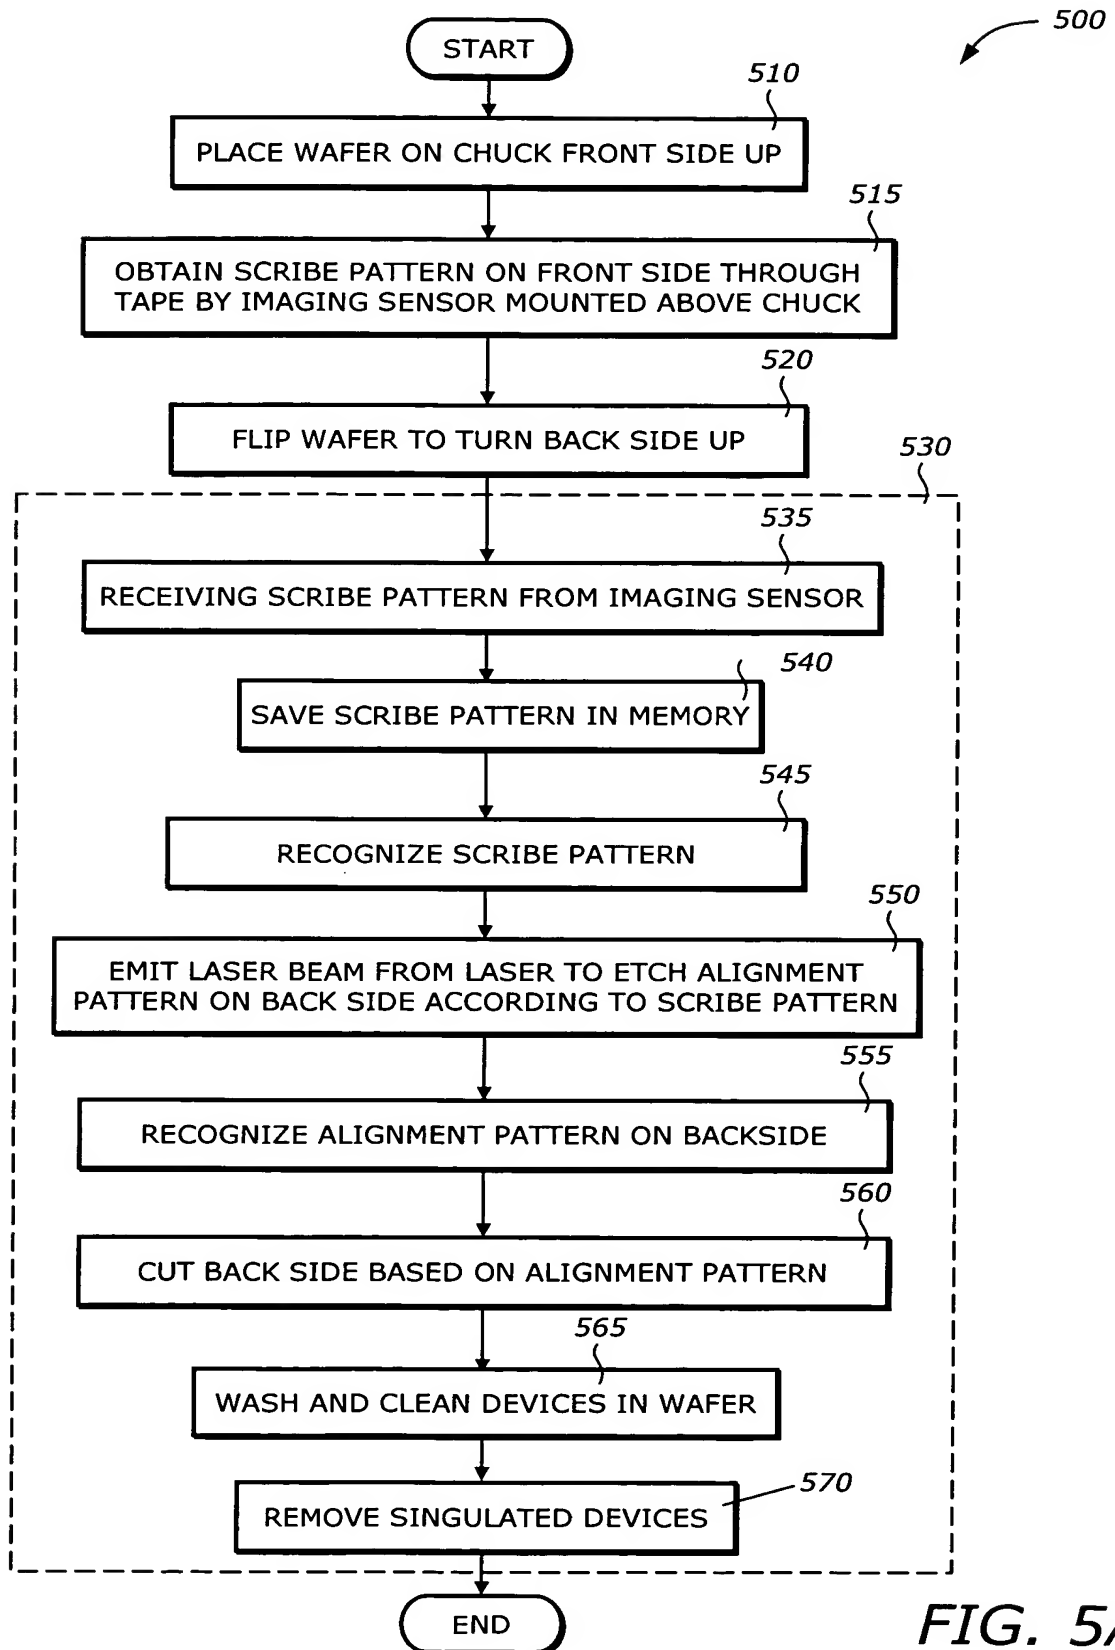 500
START
510
PLACE WAFER ON CHUCK FRONT SIDE UP
515
OBTAIN SCRIBE PATTERN ON FRONT SIDE THROUGH
TAPE BY IMAGING SENSOR MOUNTED ABOVE CHUCK
520
FLIP WAFER TO TURN BACK SIDE UP
530
535
RECEIVING SCRIBE PATTERN FROM IMAGING SENSOR
540
SAVE SCRIBE PATTERN IN MEMORY
545
RECOGNIZE SCRIBE PATTERN
550
EMIT LASER BEAM FROM LASER TO ETCH ALIGNMENT
PATTERN ON BACK SIDE ACCORDING TO SCRIBE PATTERN
555
RECOGNIZE ALIGNMENT PATTERN ON BACKSIDE
560
CUT BACK SIDE BASED ON ALIGNMENT PATTERN
565
WASH AND CLEAN DEVICES IN WAFER
570
REMOVE SINGULATED DEVICES
END
FIG.